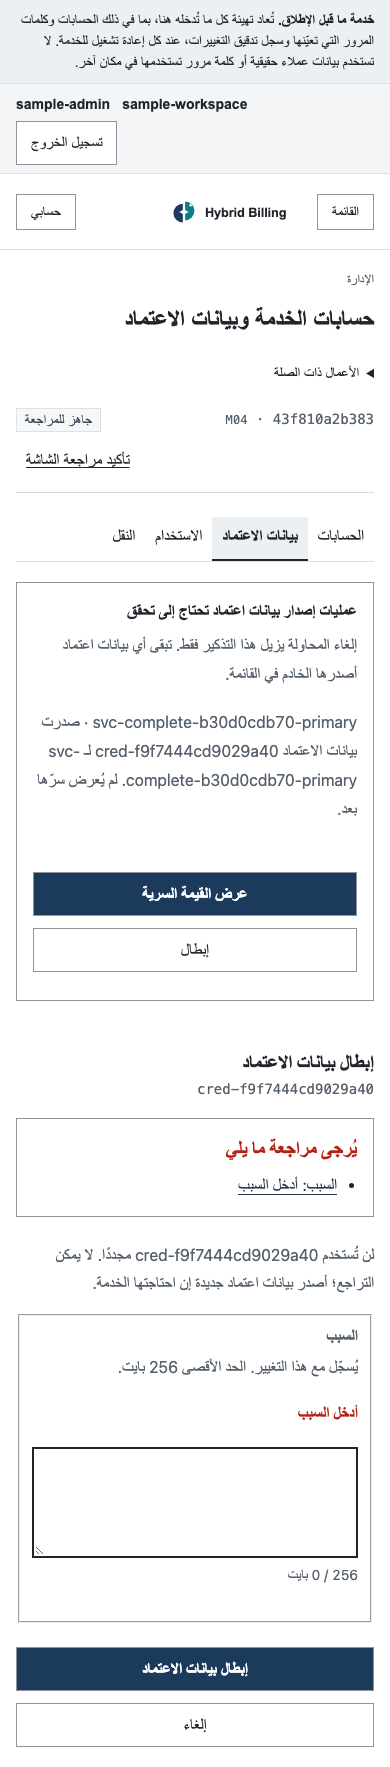 خدمة ما قبل الإطلاق. تُعاد تهيئة كل ما تُدخله هنا، بما في ذلك الحسابات وكلمات
المرور التي تعيّنها وسجل تدقيق التغييرات، عند كل إعادة تشغيل للخدمة. لا
تستخدم بيانات عملاء حقيقية أو كلمة مرور تستخدمها في مكان آخر.
sample-admin sample-workspace
تسجيل الخروج
القائمة
Hybrid Billing
حسابي
الإدارة
حسابات الخدمة وبيانات الاعتماد
الأعمال ذات الصلة
43f810a2b383 · M04
جاهز للمراجعة
تأكيد مراجعة الشاشة
الحسابات بيانات الاعتماد الاستخدام النقل
عمليات إصدار بيانات اعتماد تحتاج إلى تحقق
إلغاء المحاولة يزيل هذا التذكير فقط. تبقى أي بيانات اعتماد
أصدرها الخادم في القائمة.
svc-complete-b30d0cdb70-primary · صدرت
بيانات الاعتماد cred-f9f7444cd9029a40 لـ svc-
complete-b30d0cdb70-primary. لم يُعرض سرّها
بعد.
عرض القيمة السرية
إبطال
إبطال بيانات الاعتماد
cred-f9f7444cd9029a40
يُرجى مراجعة ما يلي
• السبب: أدخل السبب
لن تُستخدم cred-f9f7444cd9029a40 مجددًا. لا يمكن
التراجع؛ أصدر بيانات اعتماد جديدة إن احتاجتها الخدمة.
السبب
يُسجّل مع هذا التغيير. الحد الأقصى 256 بايت.
أدخل السبب
256 / 0 بايت
إبطال بيانات الاعتماد
إلغاء